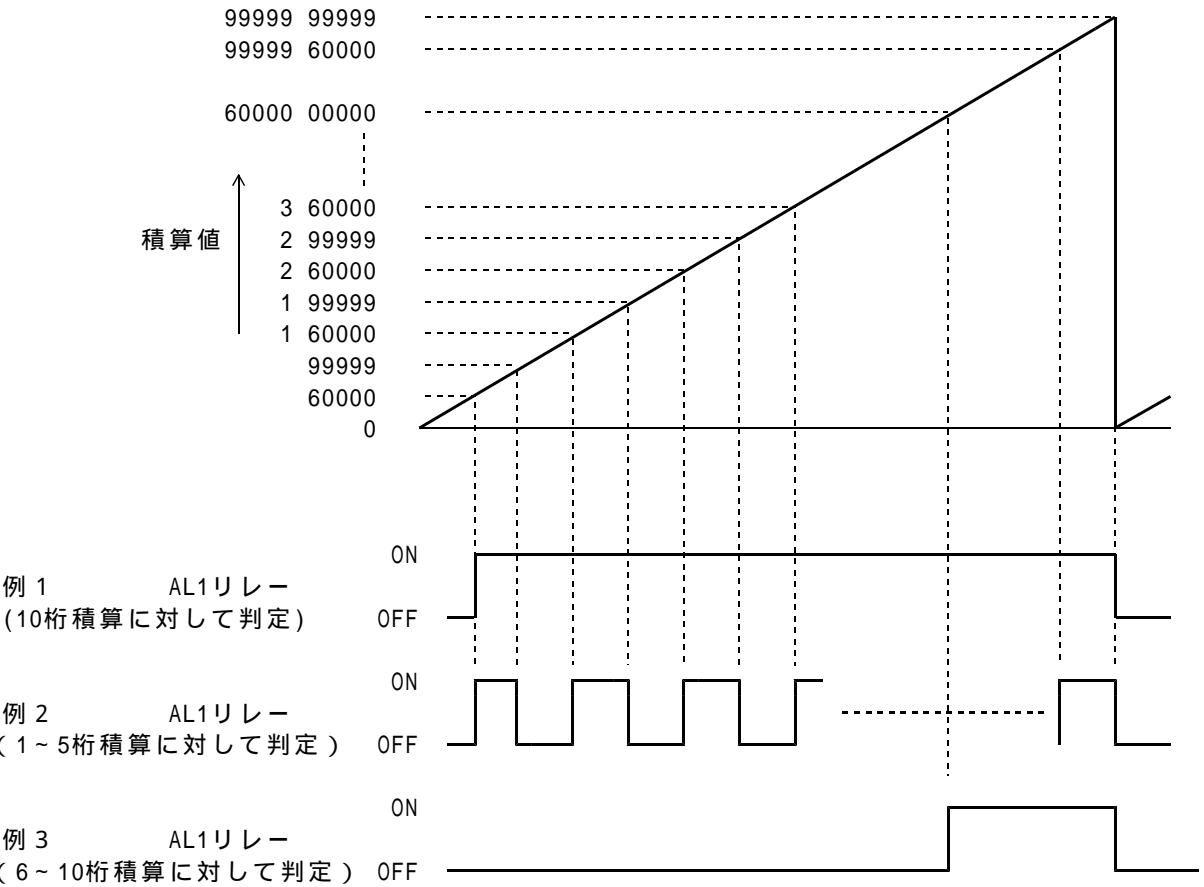 99999 99999
99999 60000
60000 00000
3 60000
積算値
2 99999
2 60000
1 99999
1 60000
99999
60000
0
ON
例1 AL1リレー
(10桁積算に対して判定)
OFF
ON
例2 AL1リレー
(1~5桁積算に対して判定)
OFF
ON
例3 AL1リレー
(6~10桁積算に対して判定)
OFF